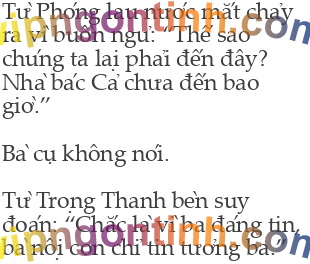 Từ Phóng lau nước mắt chảy
ra vì buồn ngủ: “Thế sao
chúng ta lại phải đến đây?
Nhà bác Cả chưa đến bao
giờ.”
Bà cụ không nói.
Từ Trọng Thanh bèn suy
đoán: “Chắc là vì ba đáng tin,
bà nội còn chỉ tin tưởng ba.”